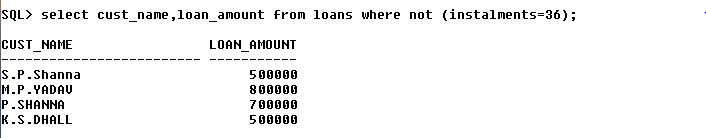 SQL> select cust_name,loan_amount from loans where not (instalments=36);
CUST_NAME LOAN_AMOUNT
------------------------- -----------
S.P.Shanna 500000
M.P.YADAV 800000
P.SHANNA 700000
K.S.DHALL 500000